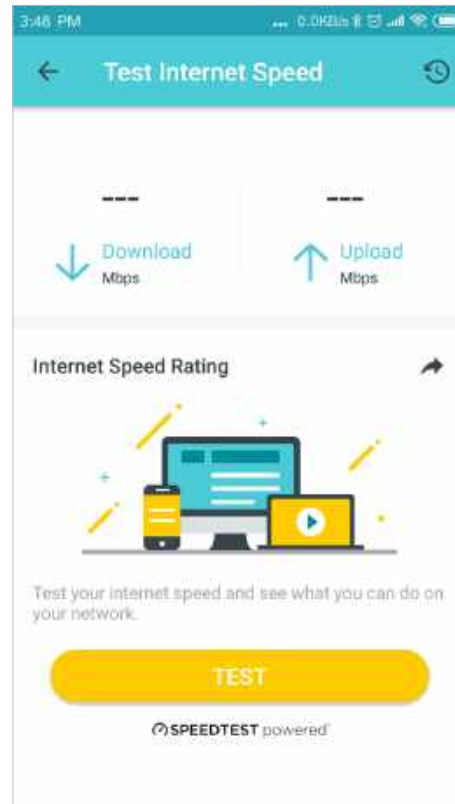 3:48 PM ... 0.0KB/s
Test Internet Speed
--- ---
Download Upload
Mbps Mbps
Internet Speed Rating
Test your internet speed and see what you can do on
your network.
TEST
SPEEDTEST powered